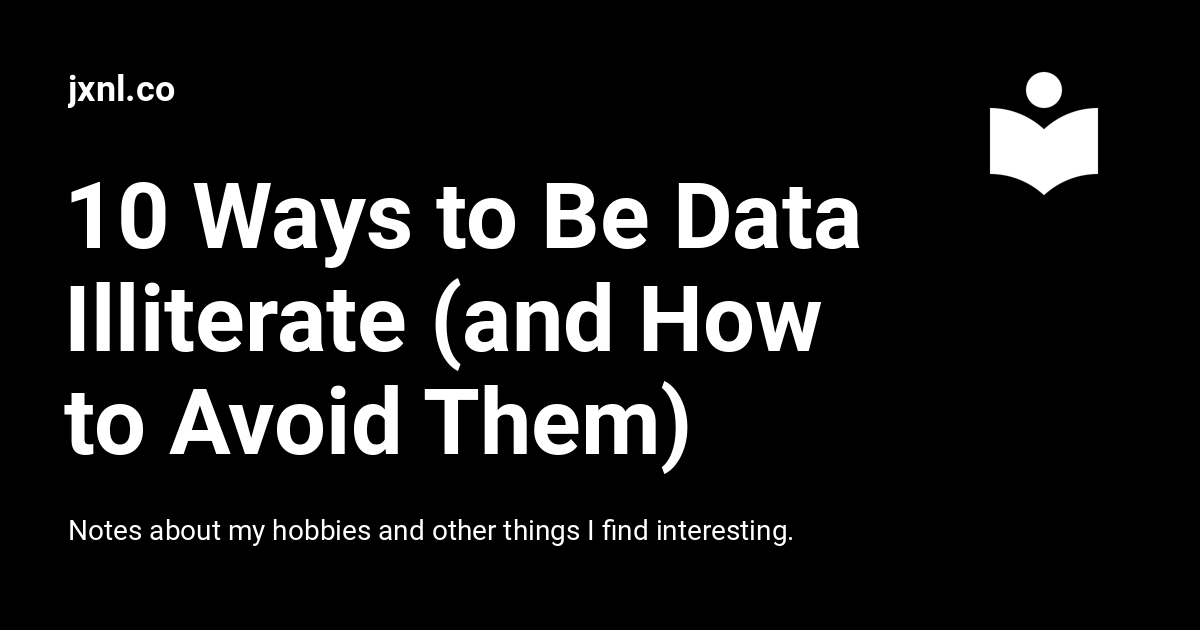 jxnl.co
10 Ways to Be Data
Illiterate (and How
to Avoid Them)
Notes about my hobbies and other things I find interesting.